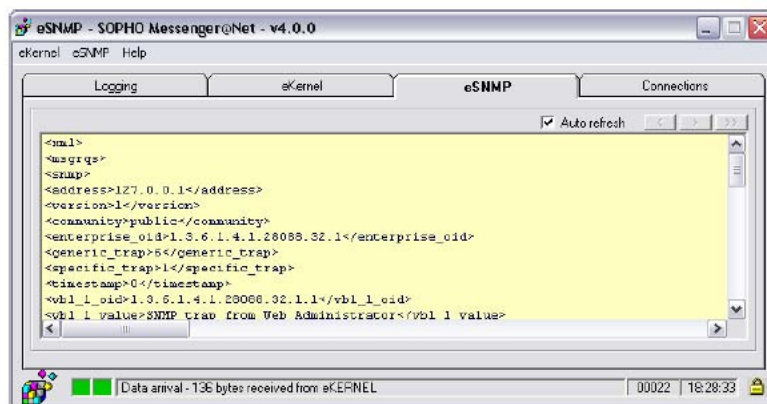 eSNMP - SOPHO Messenger@Net - v4.0.0
eKernel eSNMP Help
Logging eKernel eSNMP Connections
Auto refresh < > >>
<xml>
<msgrqs>
<snmp>
<address>127.0.0.1</address>
<version>1</version>
<community>public</community>
<enterprise_oid>1.3.6.1.4.1.28088.32.1</enterprise_oid>
<generic_trap>6</generic_trap>
<specific_trap>1</specific_trap>
<timestamp>0</timestamp>
<vbl_1_oid>1.3.6.1.4.1.28088.32.1.1</vbl_1_oid>
<vbl_1_value>SNMP trap from Web Administrator</vbl_1_value>
Data arrival - 136 bytes received from eKERNEL 00022 18:28:33